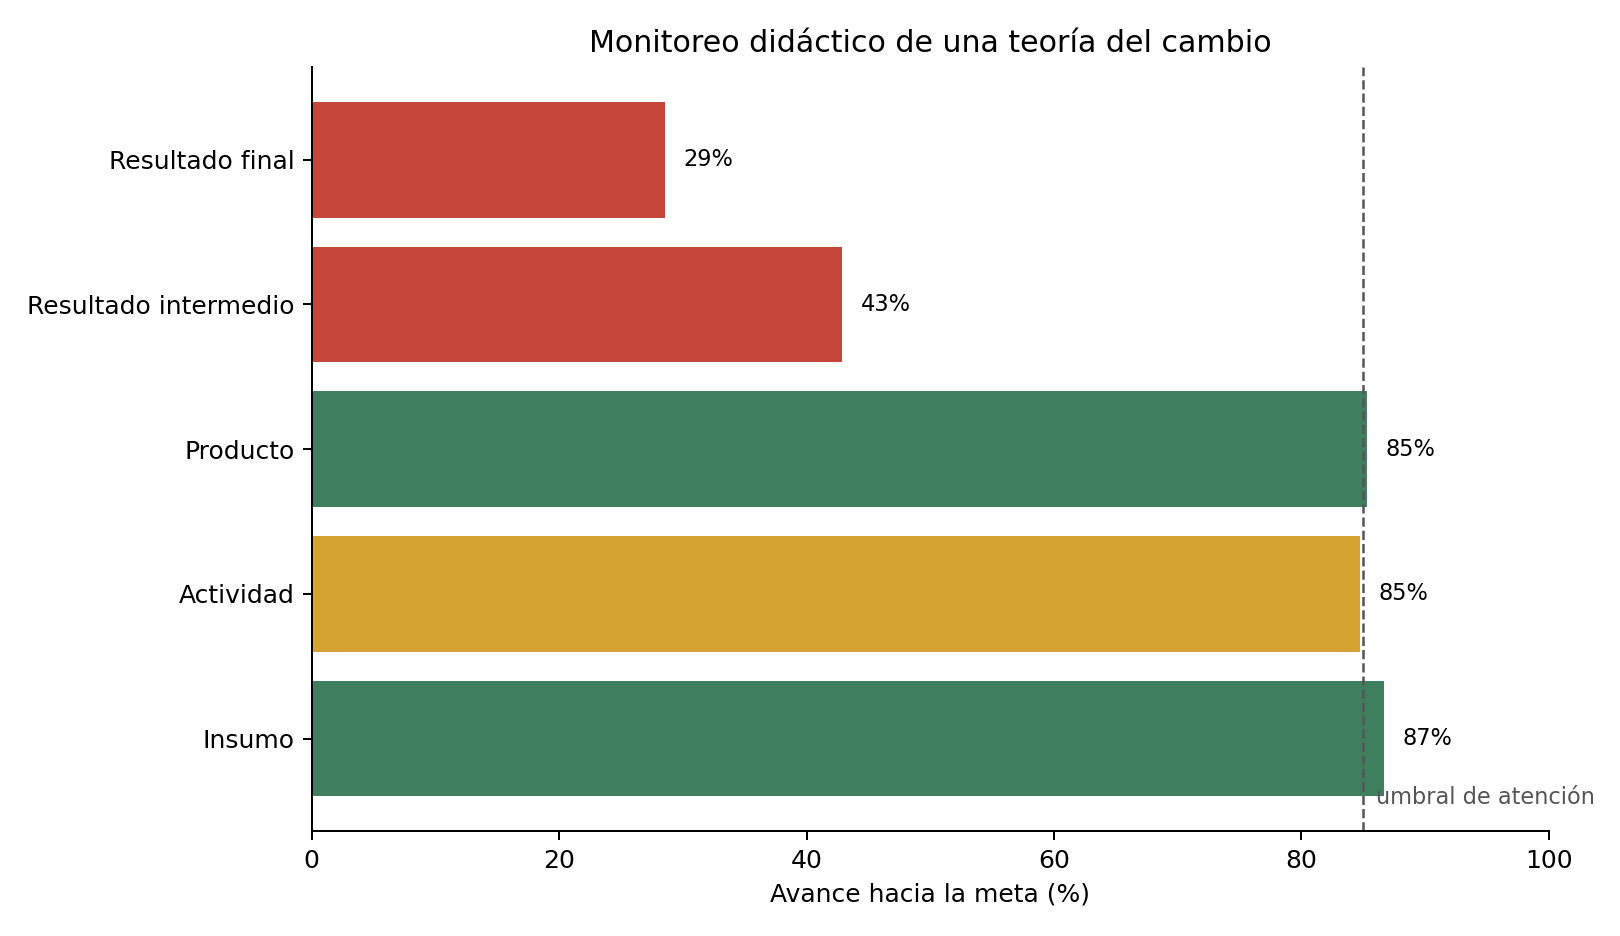 Monitoreo didáctico de una teoría del cambio
Resultado final
29%
Resultado intermedio
43%
Producto
85%
Actividad
85%
Insumo
87%
umbral de atención
0 20 40 60 80 100
Avance hacia la meta (%)